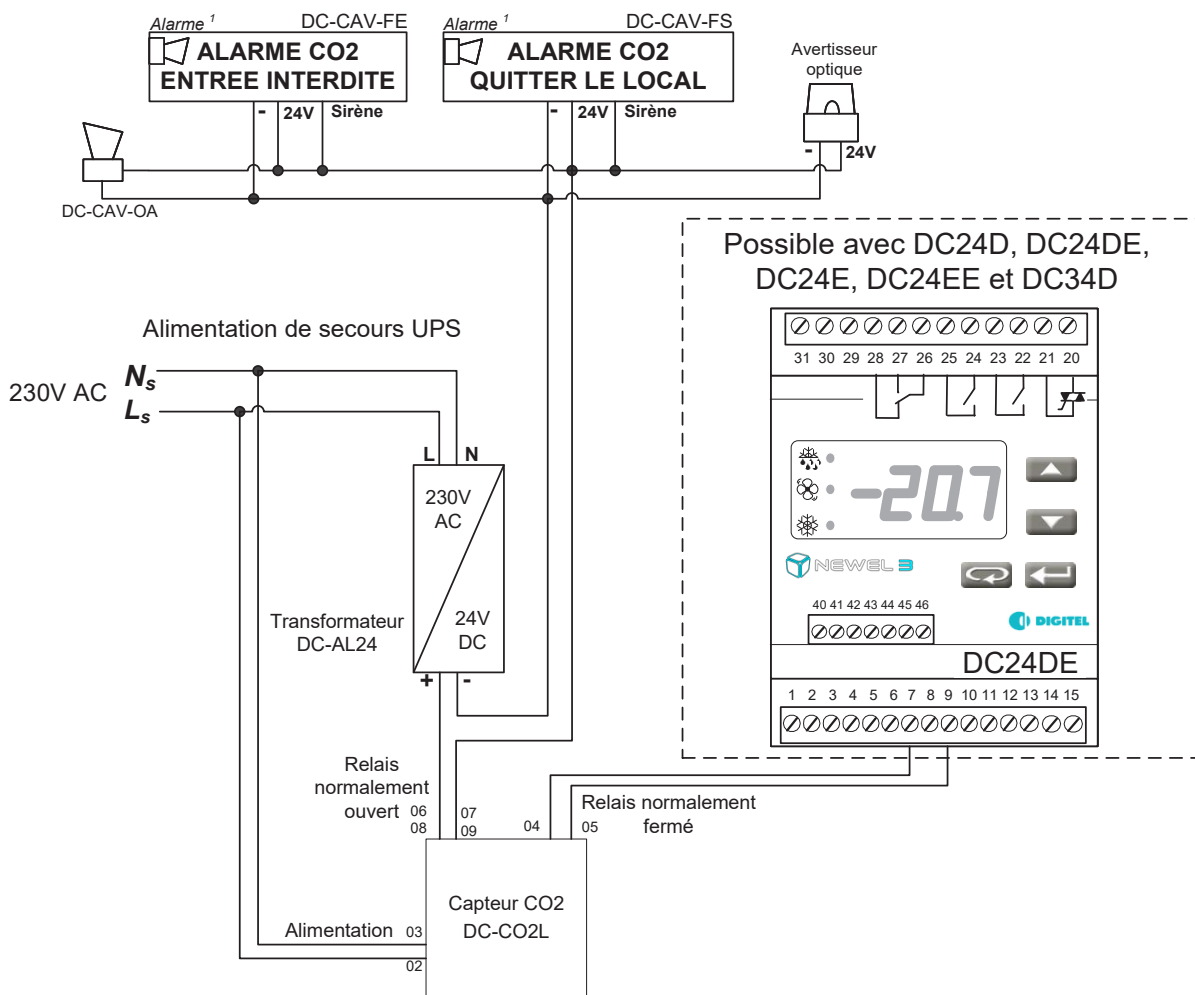 Alarme 1
DC-CAV-FE
ALARME CO2
ENTREE INTERDITE
- 24V Sirène
Alarme 1
DC-CAV-FS
ALARME CO2
QUITTER LE LOCAL
- 24V Sirène
Avertisseur
optique
- 24V
DC-CAV-OA
Possible avec DC24D, DC24DE,
DC24E, DC24EE et DC34D
31 30 29 28 27 26 25 24 23 22 21 20
-20.7
NEWEL 3
40 41 42 43 44 45 46
DIGITEL
DC24DE
1 2 3 4 5 6 7 8 9 10 11 12 13 14 15
Alimentation de secours UPS
230V AC
Ns
Ls
L N
230V
AC
24V
DC
Transformateur
DC-AL24
+ -
Relais
normalement
ouvert
06
08
07
09
04
05
Relais normalement
fermé
Capteur CO2
DC-CO2L
Alimentation
03
02